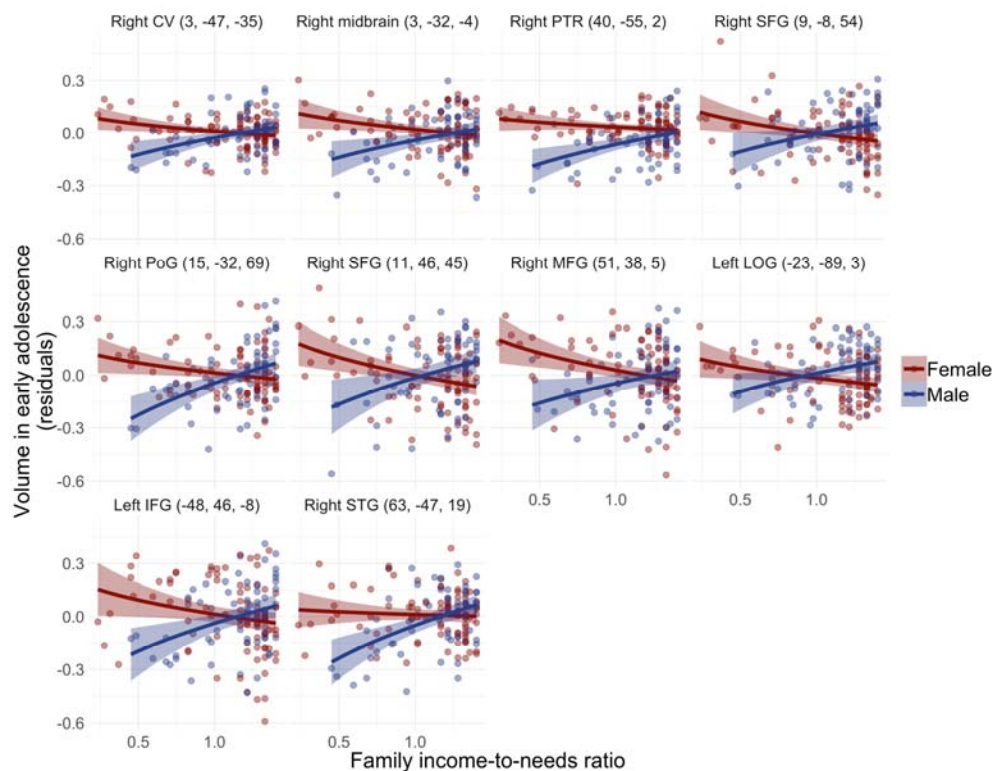 Right CV (3, -47, -35) Right midbrain (3, -32, -4) Right PTR (40, -55, 2) Right SFG (9, -8, 54)
0.3
0.0
-0.3
-0.6
Right PoG (15, -32, 69) Right SFG (11, 46, 45) Right MFG (51, 38, 5) Left LOG (-23, -89, 3)
0.3
0.0
-0.3
-0.6
0.5 1.0 0.5 1.0
Left IFG (-48, 46, -8) Right STG (63, -47, 19)
0.3
0.0
-0.3
-0.6
0.5 1.0 0.5 1.0
Family income-to-needs ratio
Volume in early adolescence
(residuals)
Female
Male